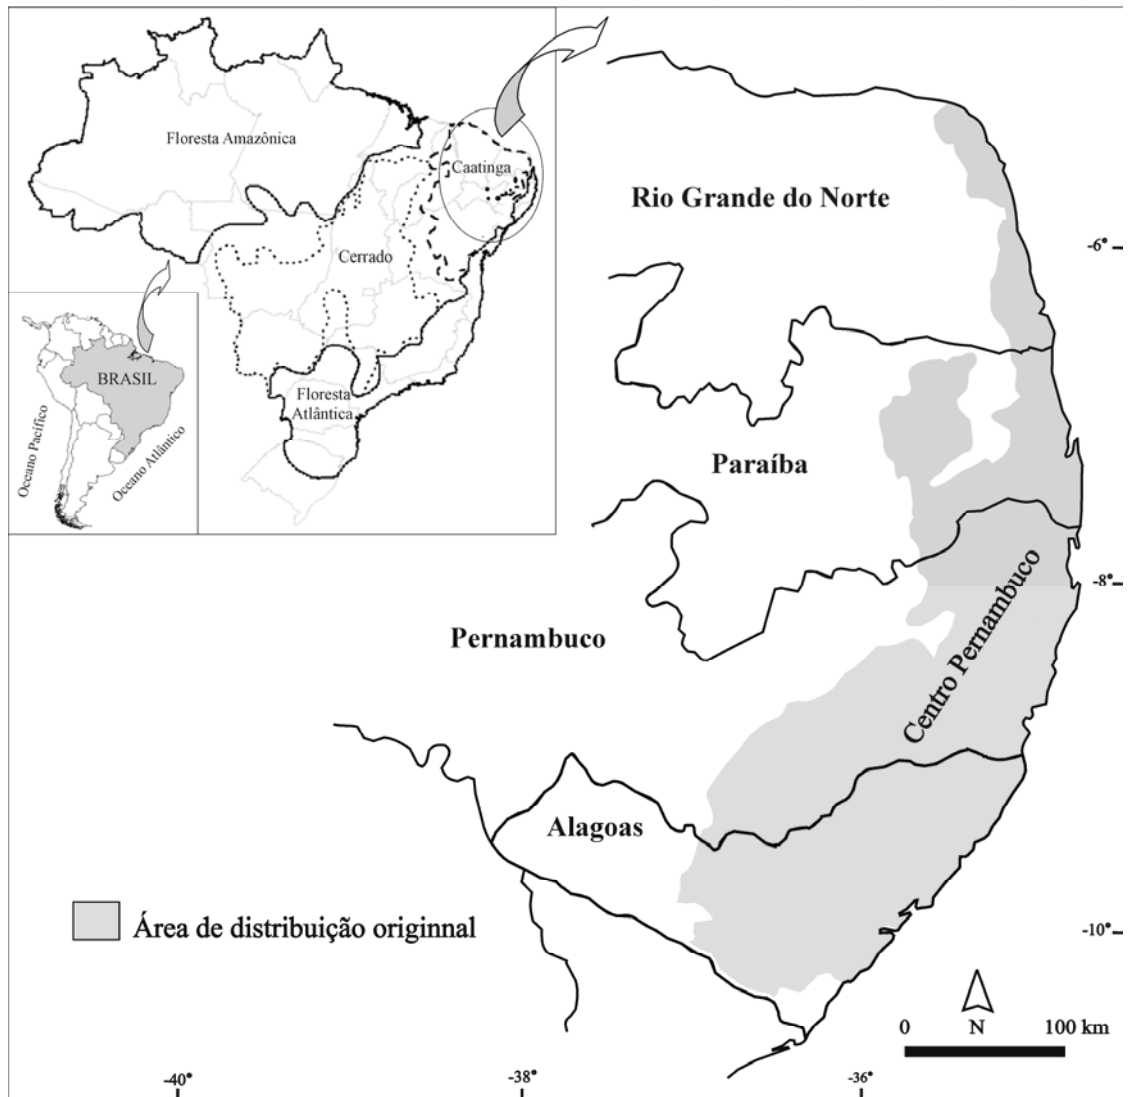 Floresta Amazônica
Caatinga
Cerrado
Floresta
Atlântica
BRASIL
Oceano Pacífico
Oceano Atlântico
Rio Grande do Norte
-6°
Paraíba
-8°
Pernambuco
Centro Pernambuco
Alagoas
Área de distribuição originnal
-10°
N
0 100 km
-40° -38° -36°